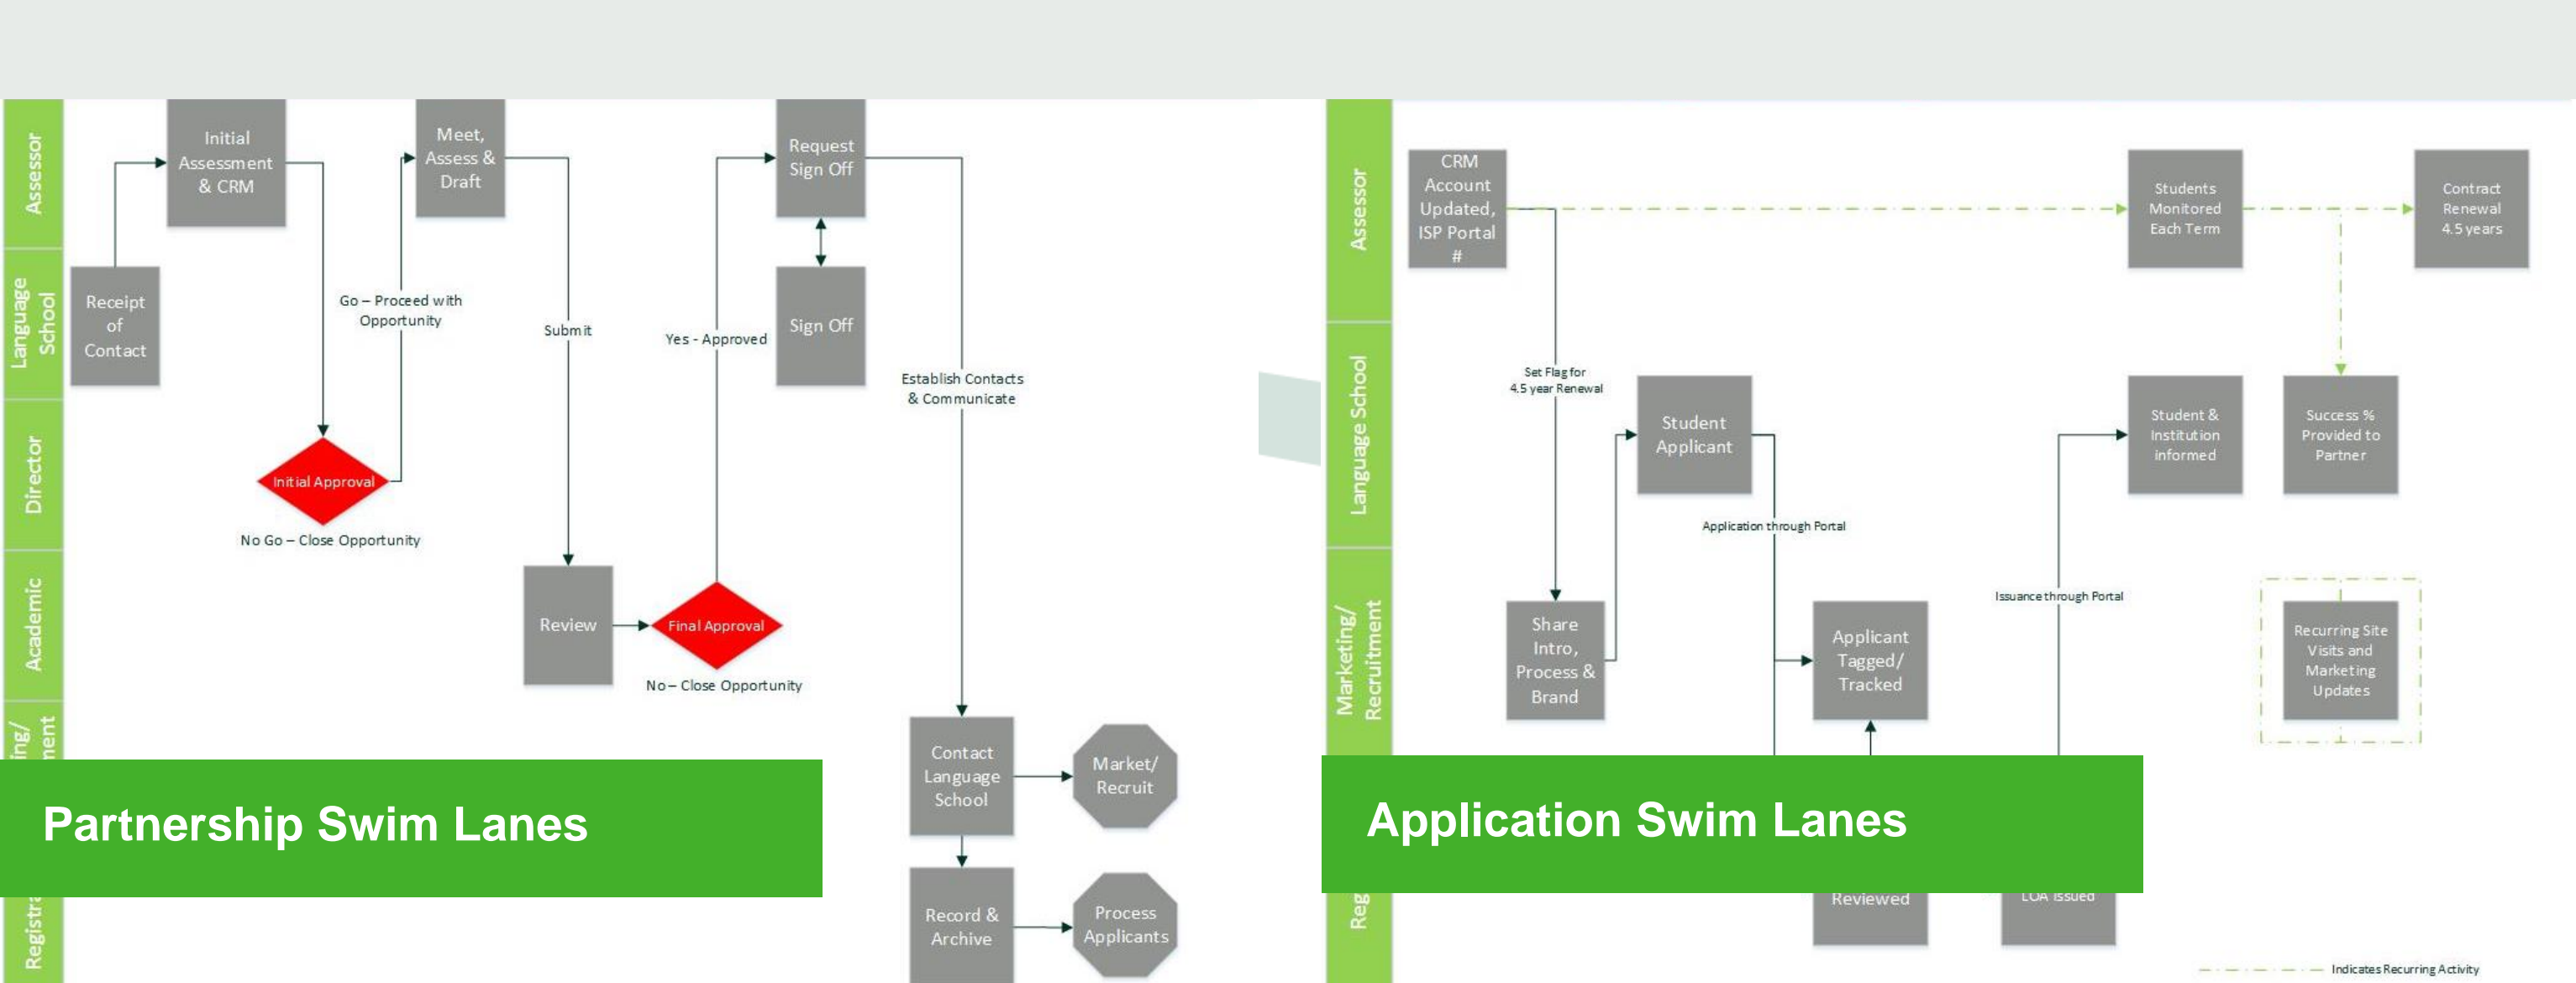 Assessor
Language
School
Director
Academic
Receipt
of
Contact
Initial
Assessment
& CRM
Initial Approval
No Go – Close Opportunity
Go – Proceed with
Opportunity
Meet,
Assess &
Draft
Submit
Review
Final Approval
No – Close Opportunity
Yes - Approved
Request
Sign Off
Sign Off
Establish Contacts
& Communicate
Contact
Language
School
Market/
Recruit
Record &
Archive
Process
Applicants
Partnership Swim Lanes
Assessor
Language School
Marketing/
Recruitment
CRM
Account
Updated,
ISP Portal
#
Set Flag for
4.5 year Renewal
Share
Intro,
Process &
Brand
Student
Applicant
Application through Portal
Applicant
Tagged/
Tracked
Reviewed
LOA Issued
Issuance through Portal
Student &
Institution
informed
Students
Monitored
Each Term
Contract
Renewal
4.5 years
Success %
Provided to
Partner
Recurring Site
Visits and
Marketing
Updates
Application Swim Lanes
Indicates Recurring Activity